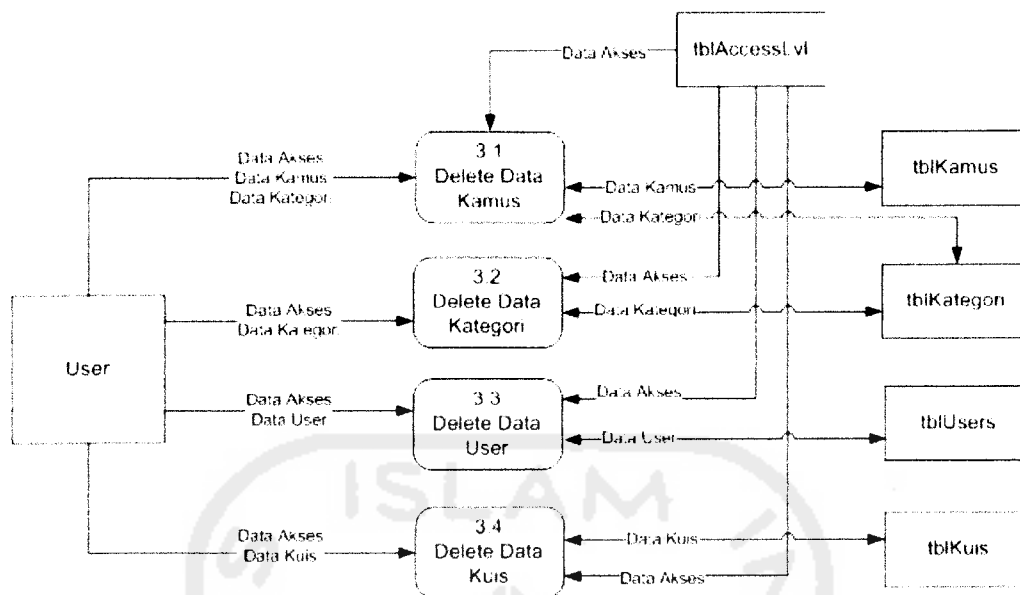 Data Akses
tblAccessLvl
Data Akses
Data Kamus
Data Kategori
3.1
Delete Data
Kamus
Data Kamus
Data Kategori
tblKamus
3.2
Delete Data
Kategori
Data Akses
Data Kategori
tblKategori
Data Akses
Data Kategori
User
Data Akses
Data User
3.3
Delete Data
User
Data Akses
Data User
tblUsers
ISLAM
Data Akses
Data Kuis
3.4
Delete Data
Kuis
Data Kuis
Data Akses
tblKuis